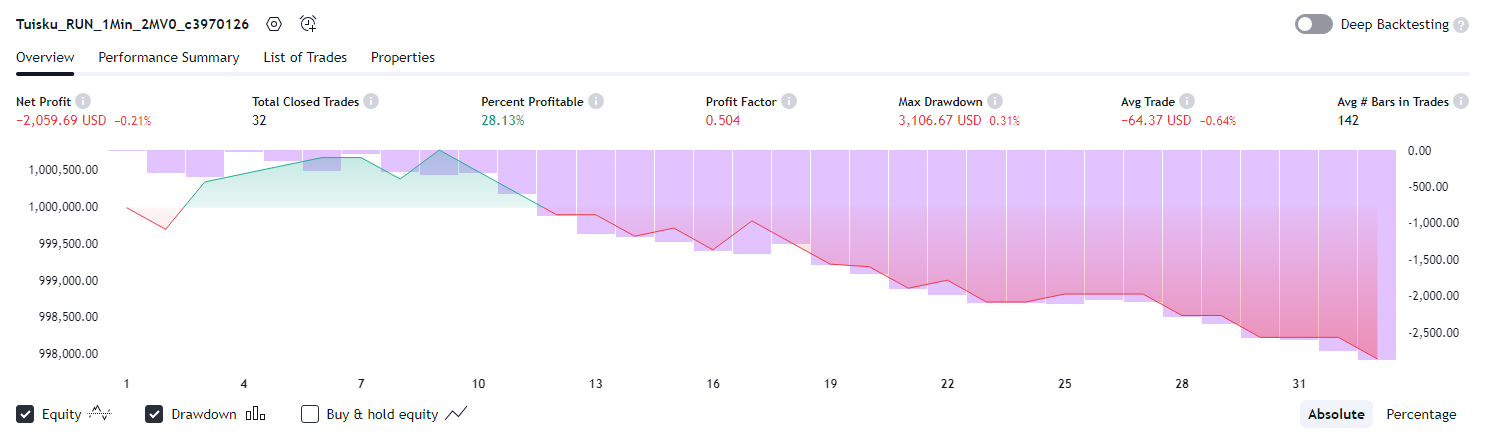 Tuisku_RUN_1Min_2MV0_c3970126
Deep Backtesting ?
Overview Performance Summary List of Trades Properties
Net Profit Total Closed Trades Percent Profitable Profit Factor Max Drawdown Avg Trade Avg # Bars in Trades
−2,059.69 USD −0.21% 32 28.13% 0.504 3,106.67 USD 0.31% −64.37 USD −0.64% 142
1,000,500.00
1,000,000.00
999,500.00
999,000.00
998,500.00
998,000.00
0.00
-500.00
-1,000.00
-1,500.00
-2,000.00
-2,500.00
1 4 7 10 13 16 19 22 25 28 31
Equity Drawdown Buy & hold equity Absolute Percentage